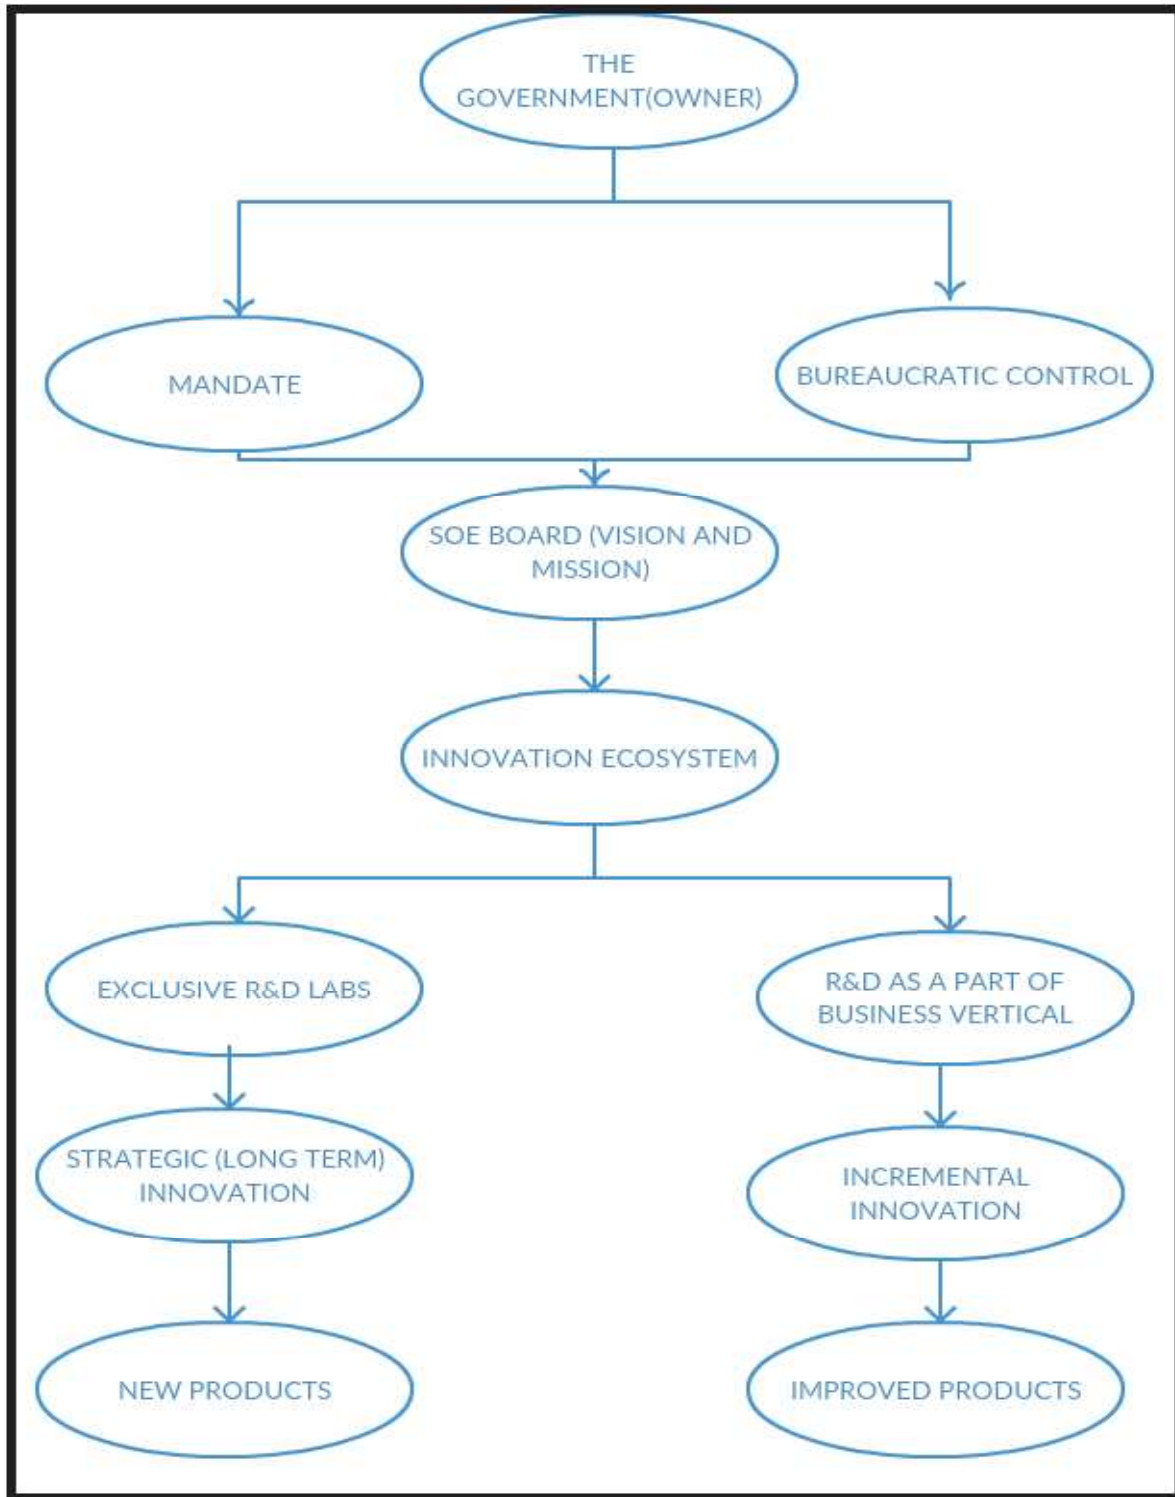 THE
GOVERNMENT(OWNER)
MANDATE
BUREAUCRATIC CONTROL
SOE BOARD (VISION AND
MISSION)
INNOVATION ECOSYSTEM
EXCLUSIVE R&D LABS
R&D AS A PART OF
BUSINESS VERTICAL
STRATEGIC (LONG TERM)
INNOVATION
INCREMENTAL
INNOVATION
NEW PRODUCTS
IMPROVED PRODUCTS